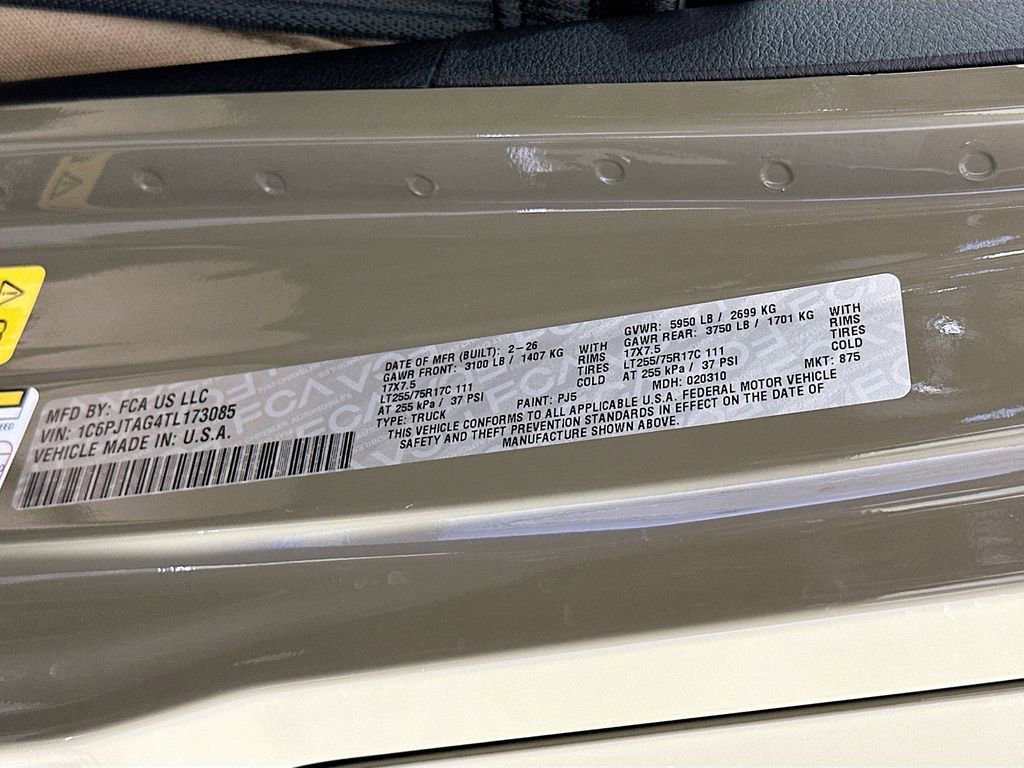 MFD BY: FCA US LLC
VIN: 1C6PJTAG4TL173085
VEHICLE MADE IN: U.S.A.
DATE OF MFR (BUILT): 2-26
GAWR FRONT: 3100 LB / 1407 KG WITH
17X7.5 RIMS
LT255/75R17C 111 TIRES
AT 255 kPa / 37 PSI COLD
TYPE: TRUCK PAINT: PJ5
GVWR: 5950 LB / 2699 KG
GAWR REAR: 3750 LB / 1701 KG WITH
17X7.5 RIMS
LT255/75R17C 111 TIRES
AT 255 kPa / 37 PSI COLD
MDH: 020310 MKT: 875
THIS VEHICLE CONFORMS TO ALL APPLICABLE U.S.A. FEDERAL MOTOR VEHICLE
SAFETY AND THEFT PREVENTION STANDARDS IN EFFECT ON THE DATE OF
MANUFACTURE SHOWN ABOVE.